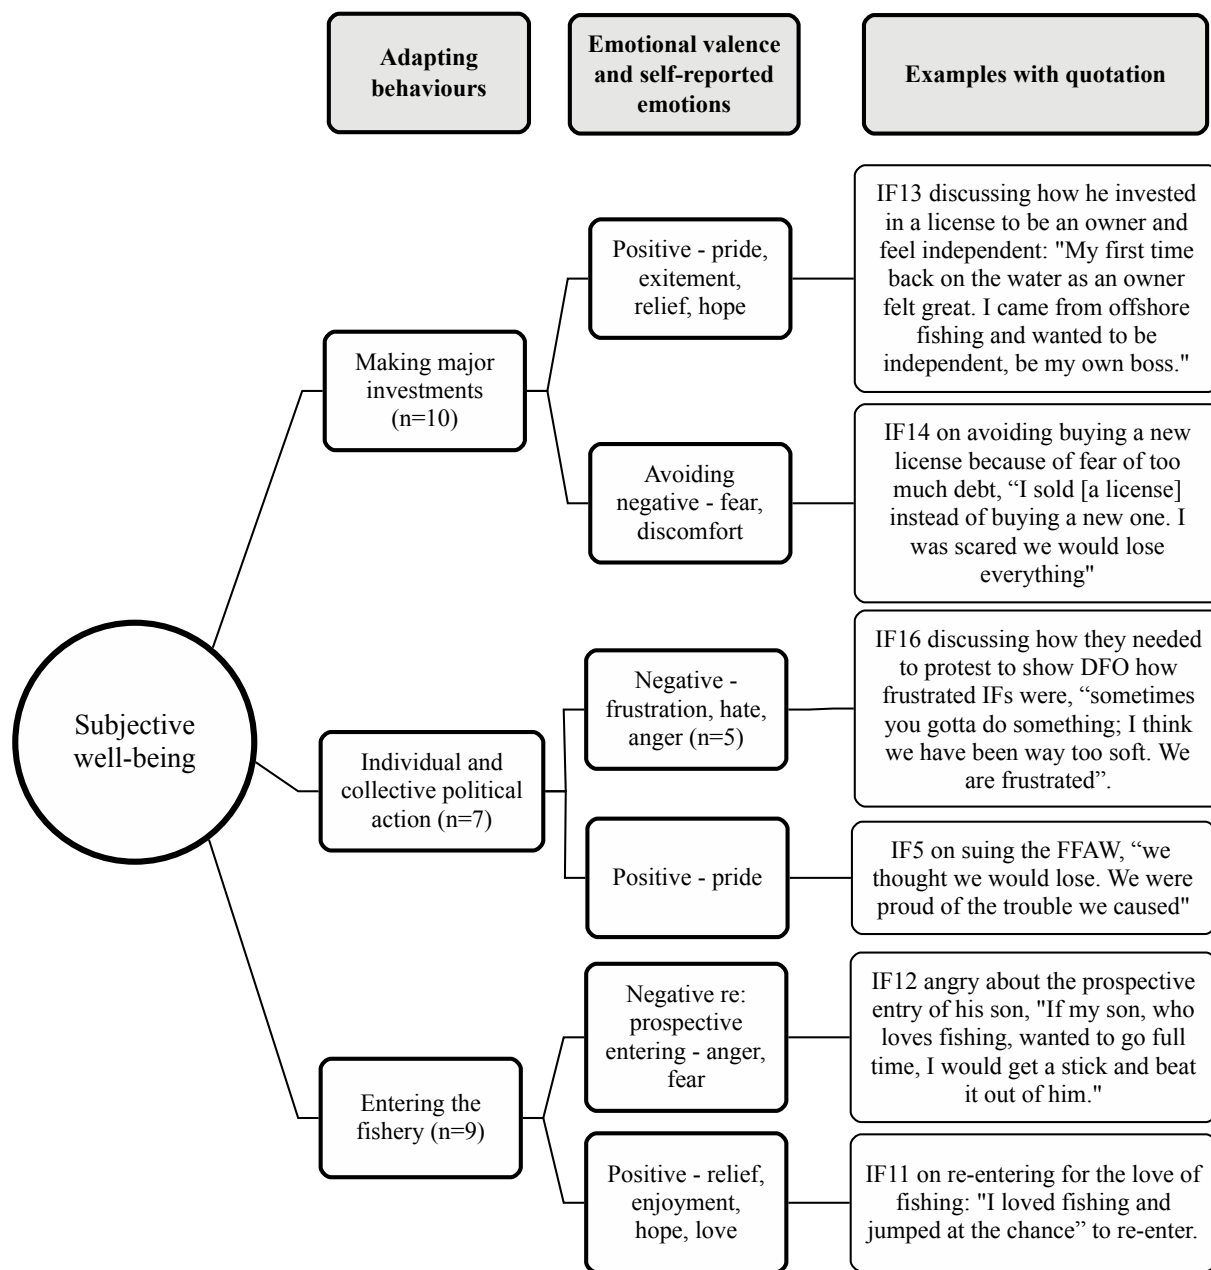 Adapting
behaviours
Emotional valence
and self-reported
emotions
Examples with quotation
Subjective
well-being
Making major
investments
(n=10)
Positive - pride,
exitement,
relief, hope
IF13 discussing how he invested
in a license to be an owner and
feel independent: "My first time
back on the water as an owner
felt great. I came from offshore
fishing and wanted to be
independent, be my own boss."
Avoiding
negative - fear,
discomfort
IF14 on avoiding buying a new
license because of fear of too
much debt, “I sold [a license]
instead of buying a new one. I
was scared we would lose
everything"
Individual and
collective political
action (n=7)
Negative -
frustration, hate,
anger (n=5)
IF16 discussing how they needed
to protest to show DFO how
frustrated IFs were, “sometimes
you gotta do something; I think
we have been way too soft. We
are frustrated”.
Positive - pride
IF5 on suing the FFAW, “we
thought we would lose. We were
proud of the trouble we caused"
Entering the
fishery (n=9)
Negative re:
prospective
entering - anger,
fear
IF12 angry about the prospective
entry of his son, "If my son, who
loves fishing, wanted to go full
time, I would get a stick and beat
it out of him."
Positive - relief,
enjoyment,
hope, love
IF11 on re-entering for the love of
fishing: "I loved fishing and
jumped at the chance” to re-enter.